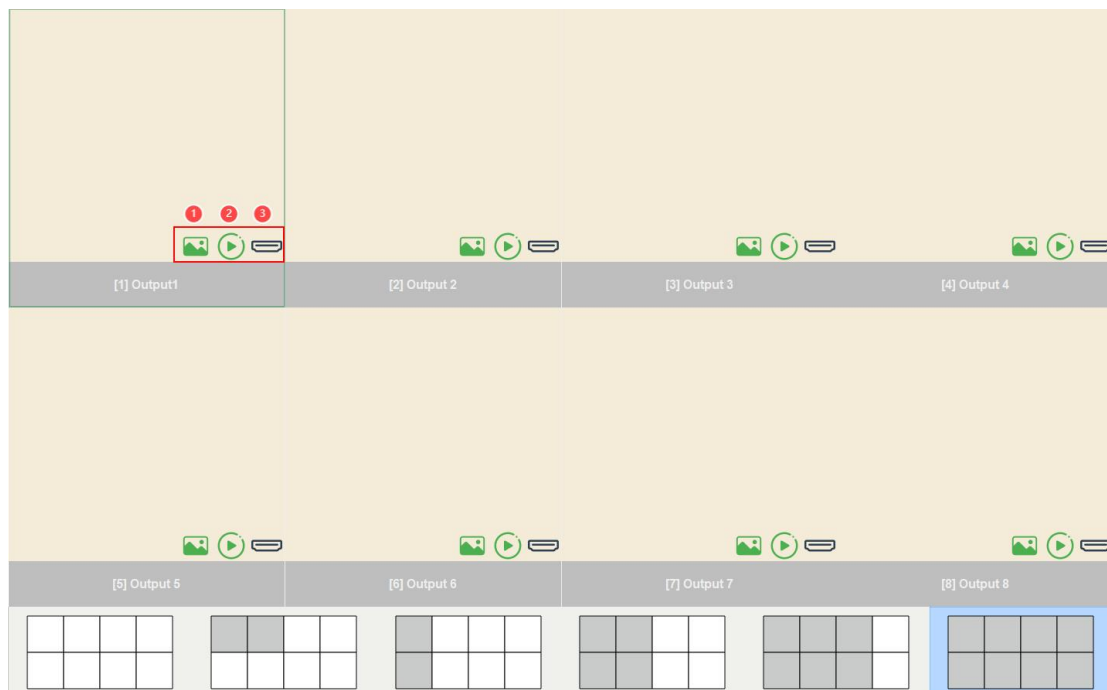 1 2 3
[1] Output1
[2] Output 2
[3] Output 3
[4] Output 4
[5] Output 5
[6] Output 6
[7] Output 7
[8] Output 8